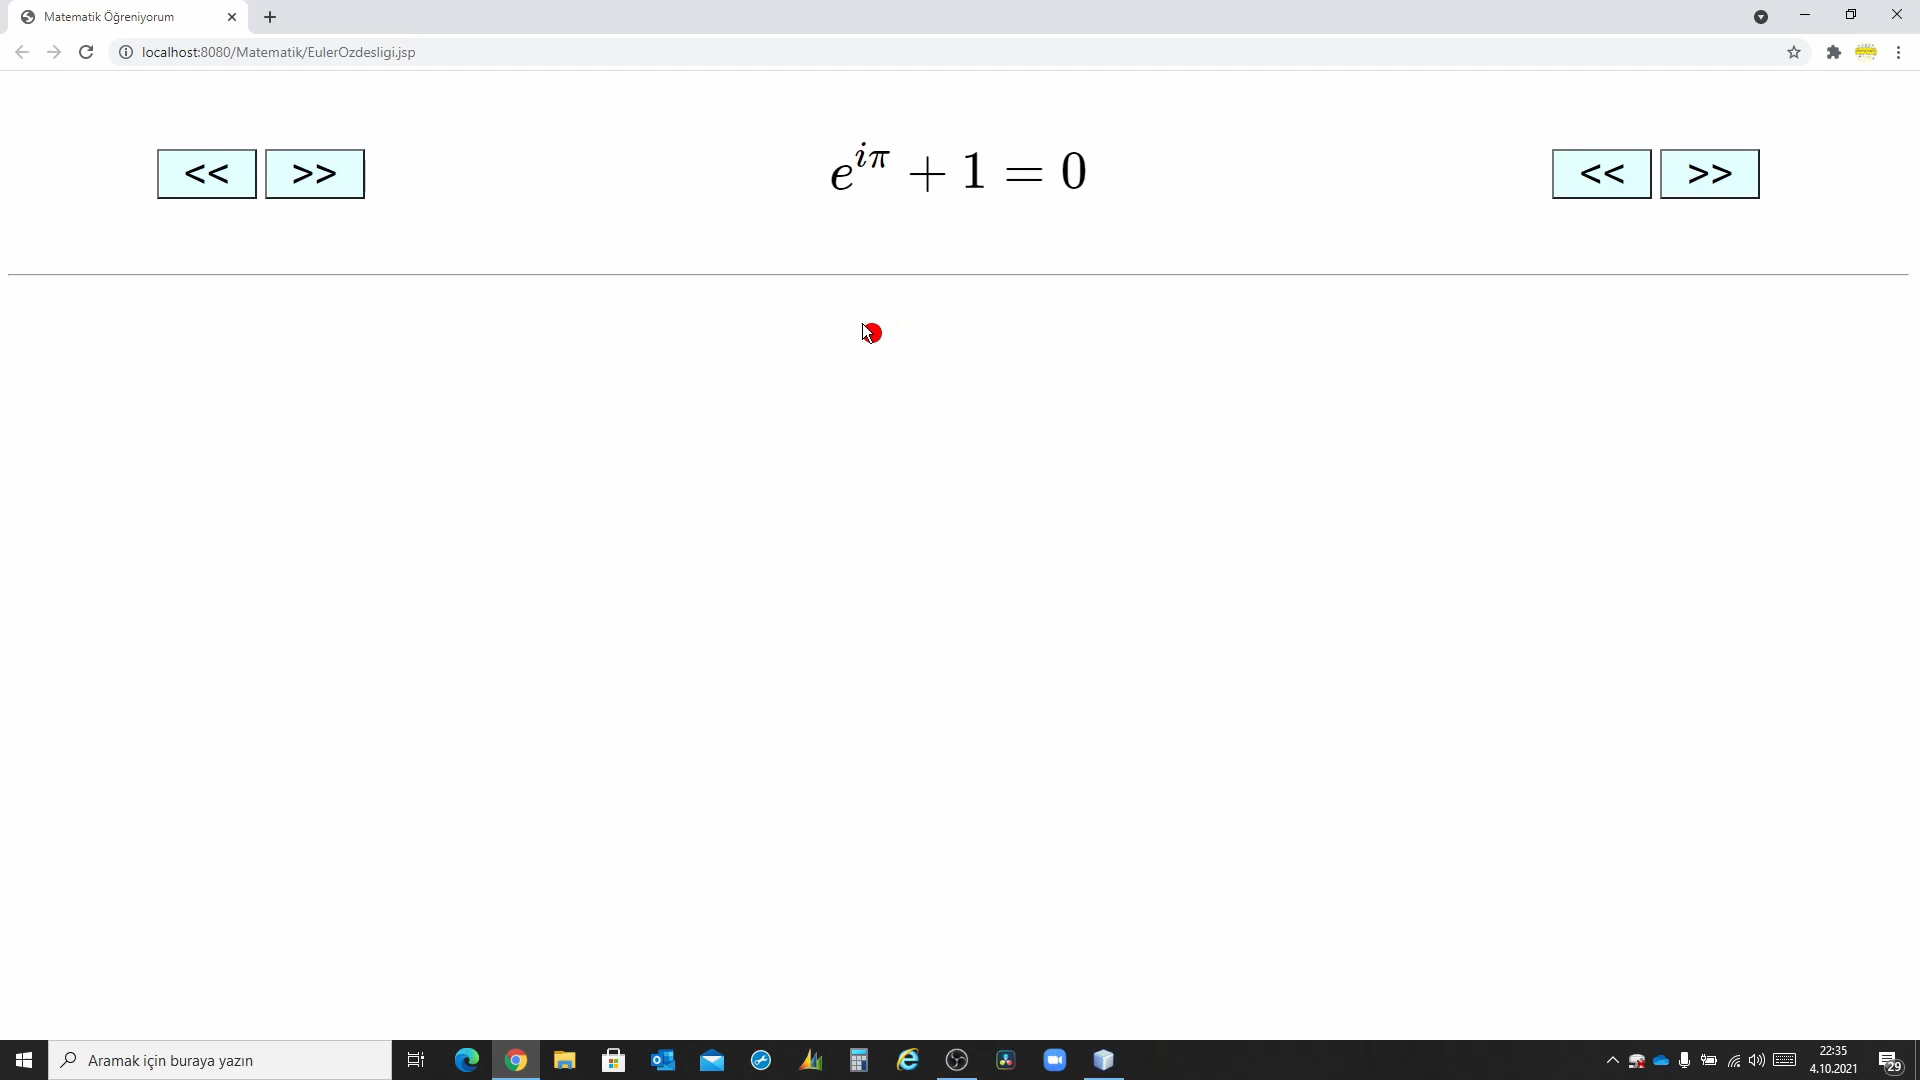 Matematik Öğreniyorum
localhost:8080/Matematik/EulerOzdesligi.jsp
<< >> e^{iπ} + 1 = 0 << >>
Aramak için buraya yazın
22:35
4.10.2021
29